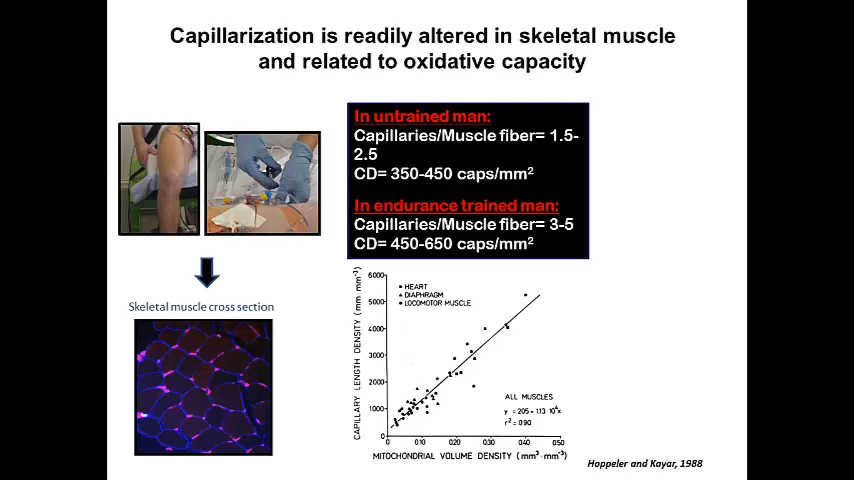 Capillarization is readily altered in skeletal muscle
and related to oxidative capacity
In untrained man:
Capillaries/Muscle fiber= 1.5-
2.5
CD= 350-450 caps/mm²
In endurance trained man:
Capillaries/Muscle fiber= 3-5
CD= 450-650 caps/mm²
Skeletal muscle cross section
CAPILLARY LENGTH DENSITY (mm·mm⁻³)
6000
5000
4000
3000
2000
1000
0
HEART
DIAPHRAGM
LOCOMOTOR MUSCLE
ALL MUSCLES
y = 205 + 1.13·10⁴x
r² = 0.90
0 0.10 0.20 0.30 0.40 0.50
MITOCHONDRIAL VOLUME DENSITY (mm³·mm⁻³)
Hoppeler and Kayar, 1988